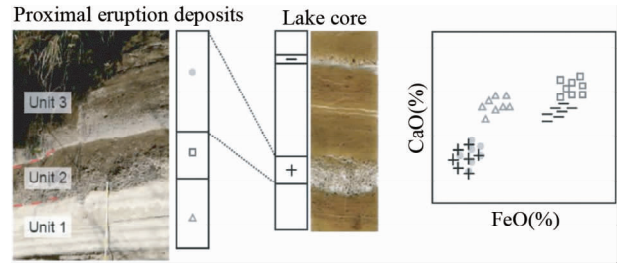 Proximal eruption deposits
Lake core
Unit 3
Unit 2
Unit 1
CaO(%)
FeO(%)